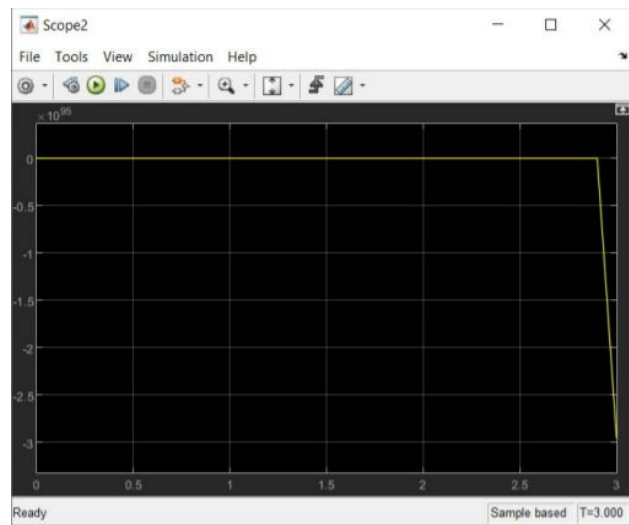 Scope2
File Tools View Simulation Help
×10^95
0
-0.5
-1
-1.5
-2
-2.5
-3
0 0.5 1 1.5 2 2.5 3
Ready Sample based T=3.000